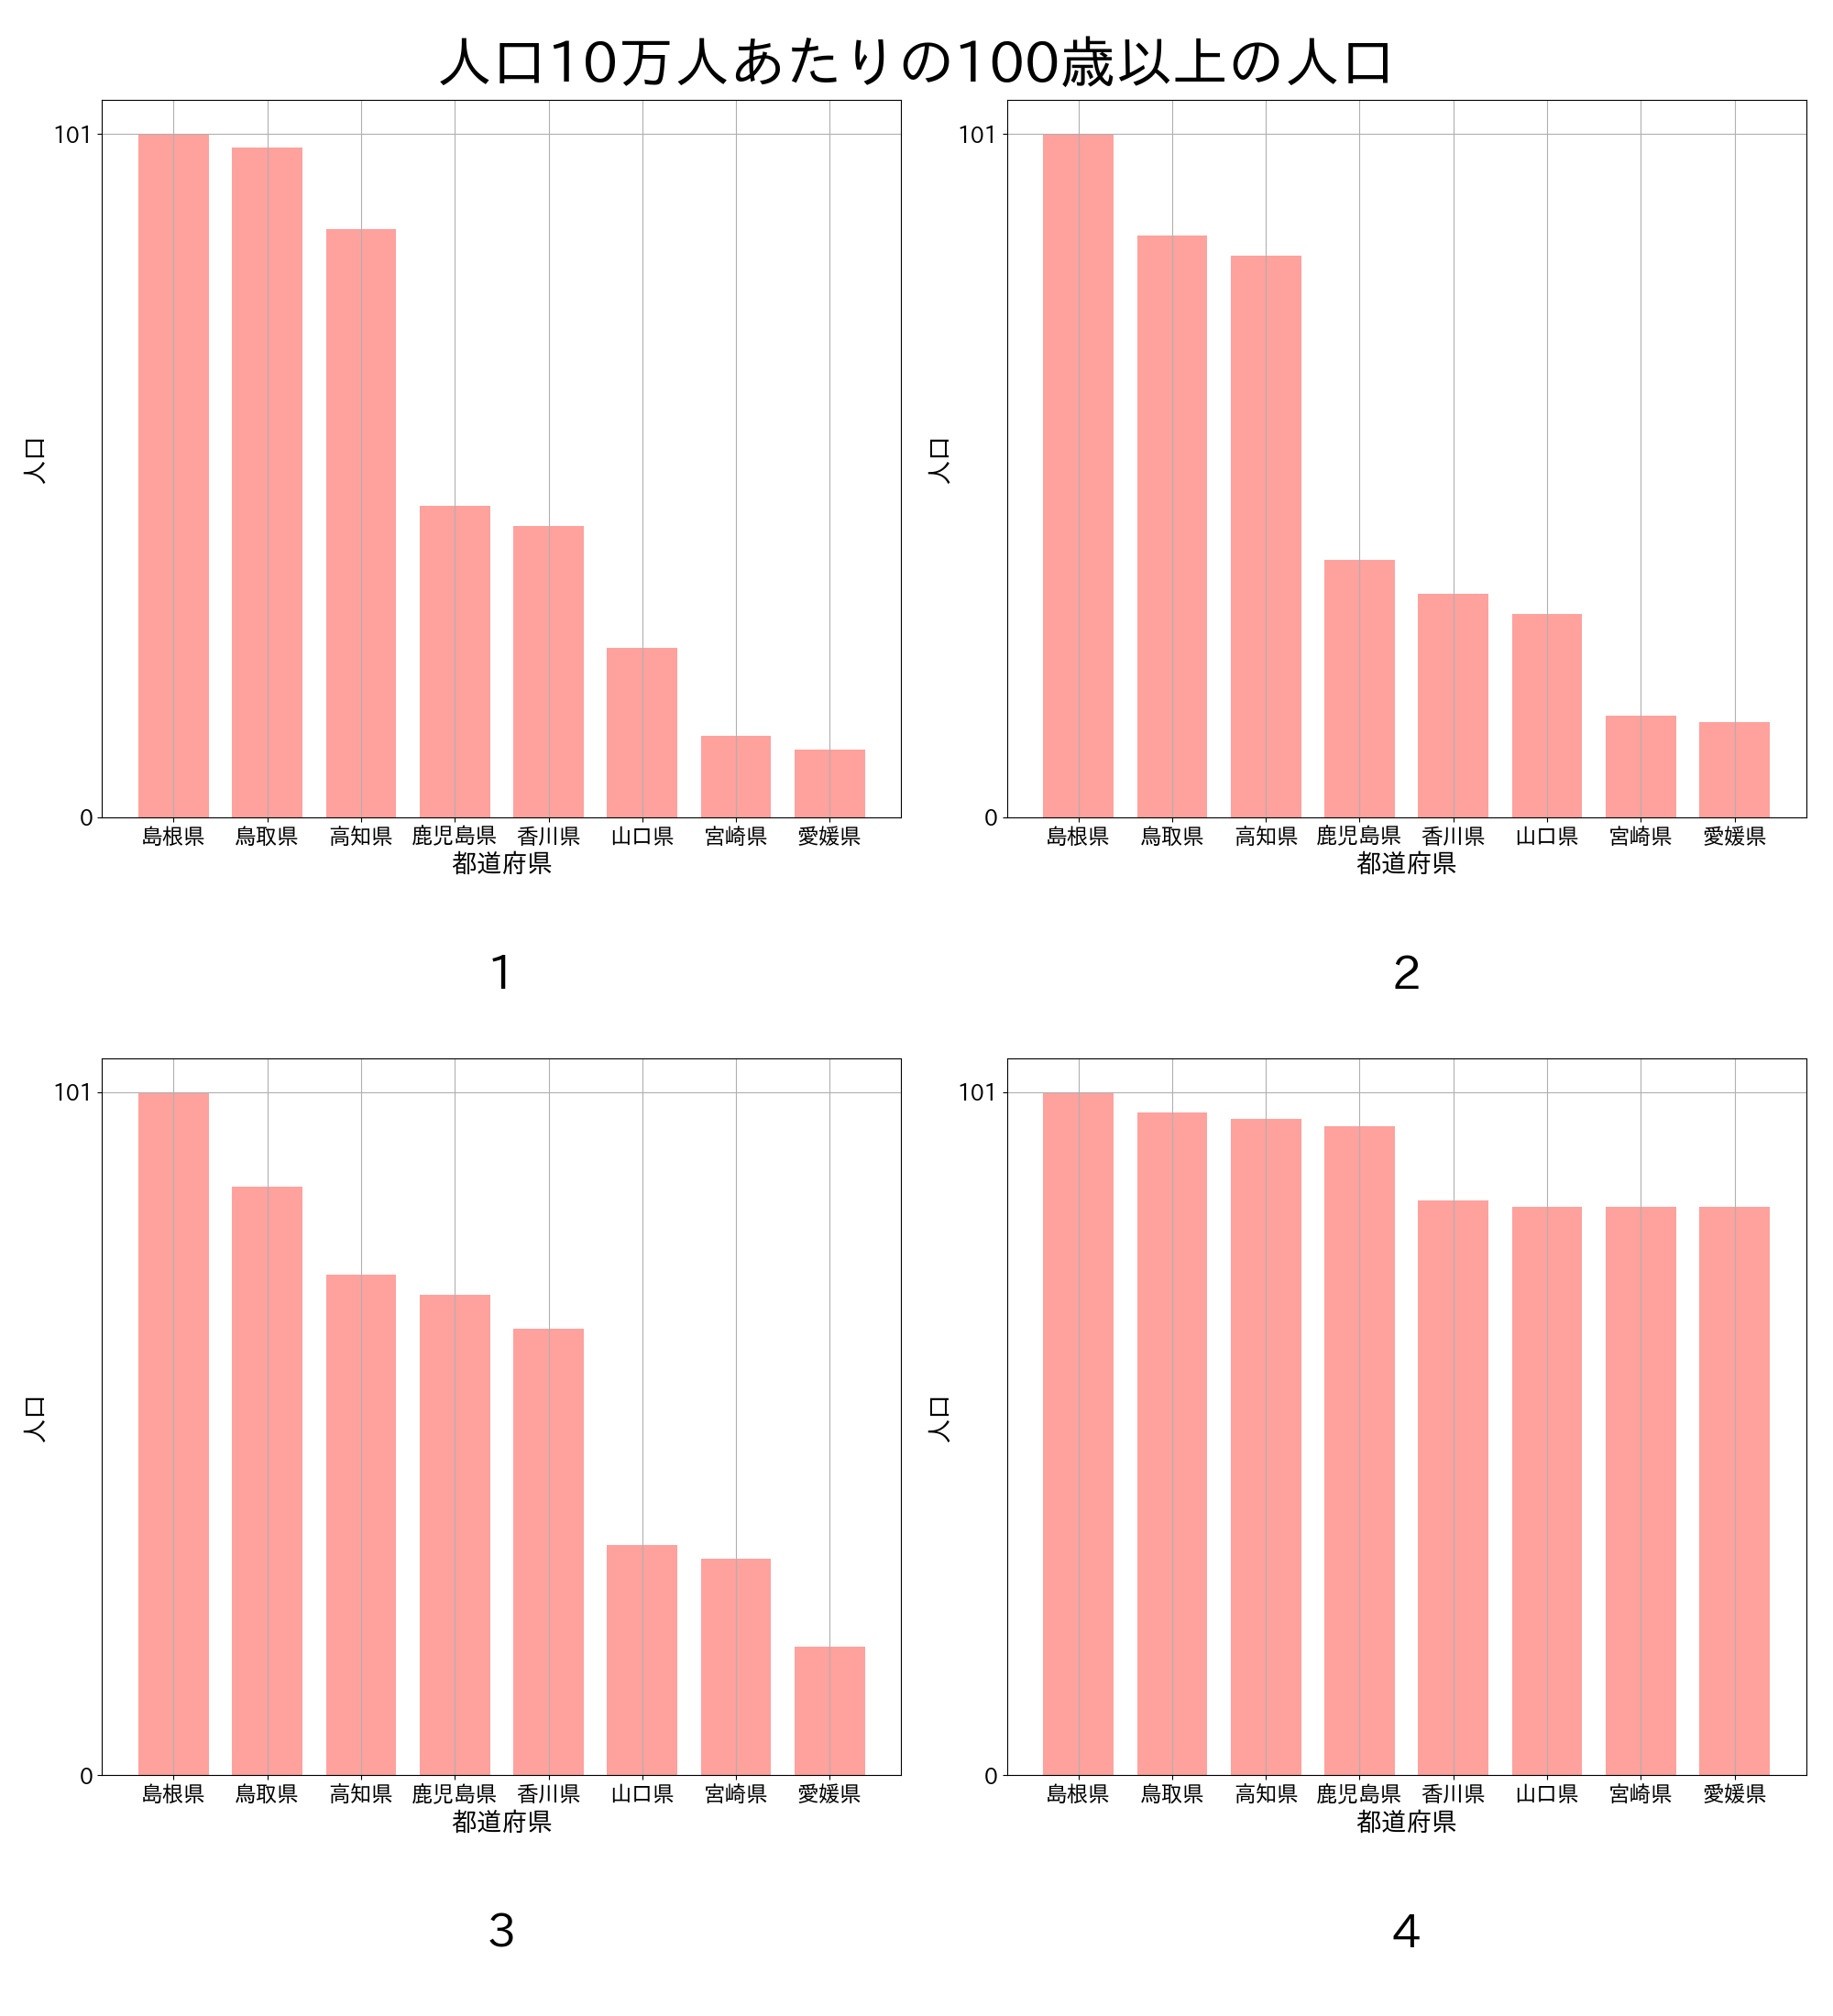 人口10万人あたりの100歳以上の人口
101
0
人口
島根県 鳥取県 高知県 鹿児島県 香川県 山口県 宮崎県 愛媛県
都道府県
1
101
0
人口
島根県 鳥取県 高知県 鹿児島県 香川県 山口県 宮崎県 愛媛県
都道府県
2
101
0
人口
島根県 鳥取県 高知県 鹿児島県 香川県 山口県 宮崎県 愛媛県
都道府県
3
101
0
人口
島根県 鳥取県 高知県 鹿児島県 香川県 山口県 宮崎県 愛媛県
都道府県
4